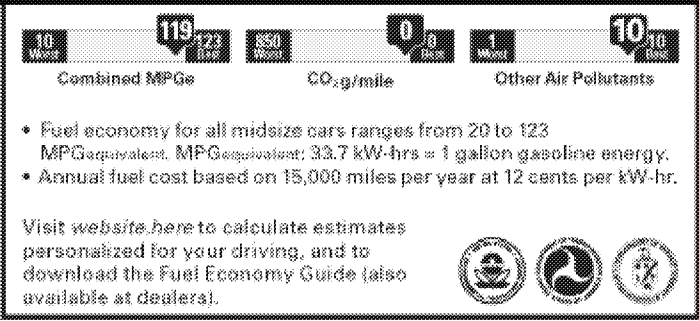 119
10 Worst
123 Best
Combined MPGe
0
850 Worst
0 Best
CO₂ g/mile
10
1 Worst
10 Best
Other Air Pollutants
• Fuel economy for all midsize cars ranges from 20 to 123
MPGequivalent. MPGequivalent: 33.7 kW-hrs = 1 gallon gasoline energy.
• Annual fuel cost based on 15,000 miles per year at 12 cents per kW-hr.
Visit website.here to calculate estimates
personalized for your driving, and to
download the Fuel Economy Guide (also
available at dealers).